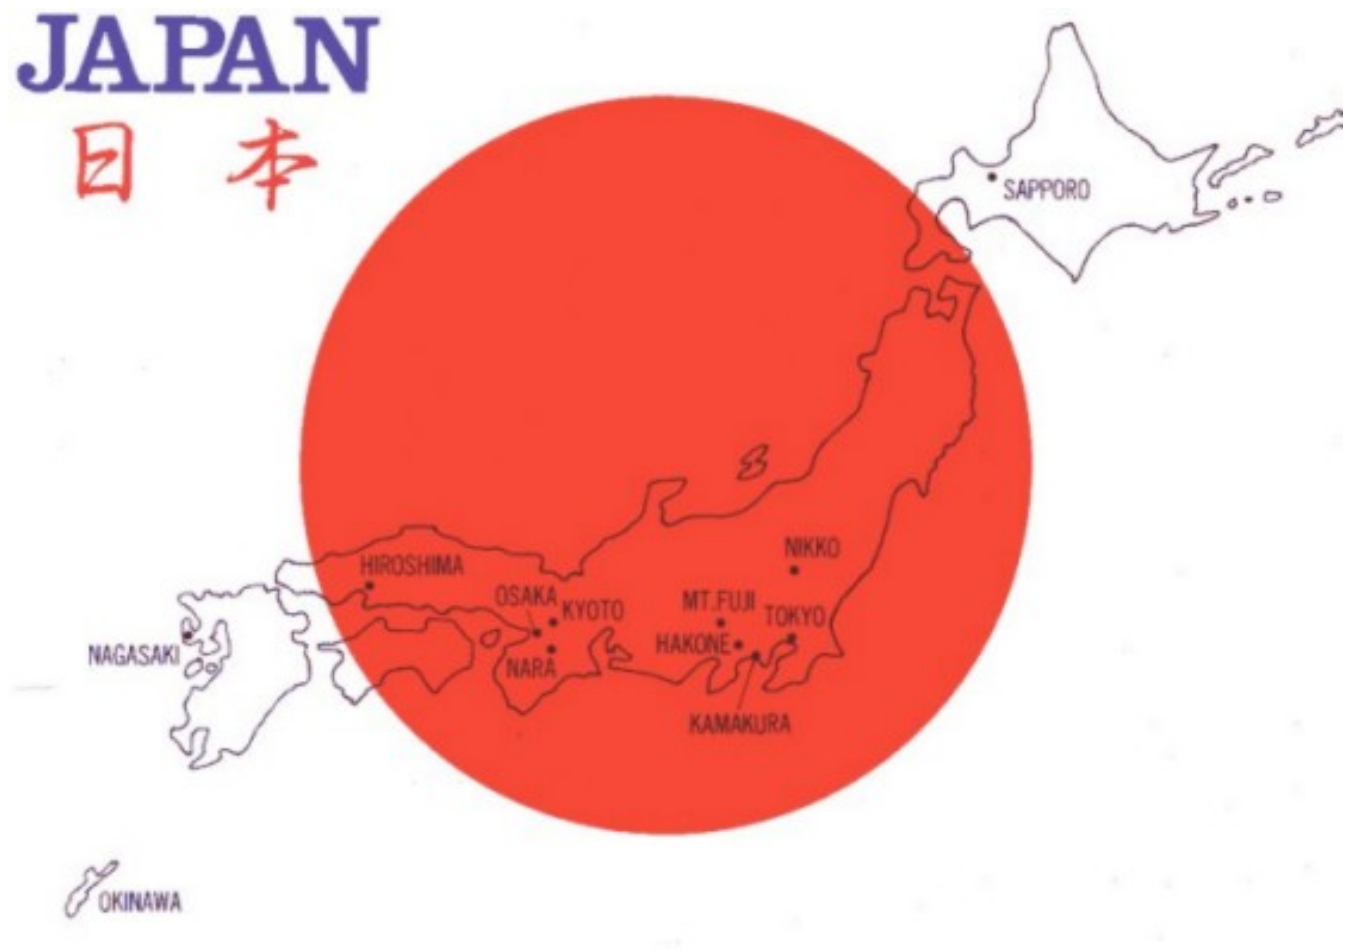 JAPAN
日本
SAPPORO
NIKKO
HIROSHIMA
OSAKA
KYOTO
MT.FUJI
TOKYO
HAKONE
NAGASAKI
NARA
KAMAKURA
OKINAWA